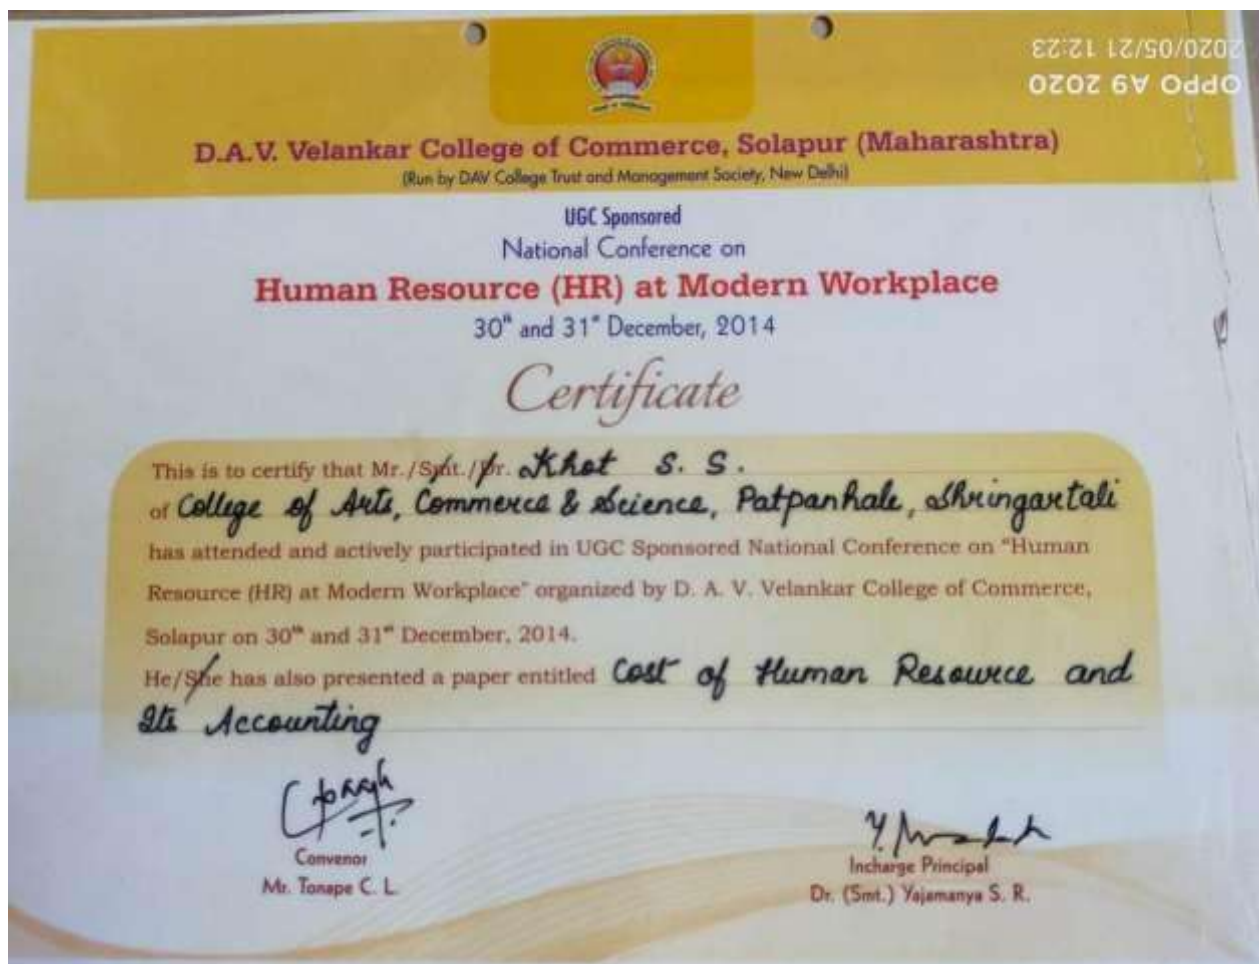 2020/05/21 12:23
OPPO A9 2020
D.A.V. Velankar College of Commerce, Solapur (Maharashtra)
(Run by DAV College Trust and Management Society, New Delhi)
UGC Sponsored
National Conference on
Human Resource (HR) at Modern Workplace
30th and 31st December, 2014
Certificate
This is to certify that Mr./Smt./Dr. Khot S. S.
of College of Arts, Commerce & Science, Patpanhale, Shringartali
has attended and actively participated in UGC Sponsored National Conference on "Human
Resource (HR) at Modern Workplace" organized by D. A. V. Velankar College of Commerce,
Solapur on 30th and 31st December, 2014.
He/She has also presented a paper entitled Cost of Human Resource and
Its Accounting
Convenor
Mr. Tonape C. L.
Incharge Principal
Dr. (Smt.) Yajamanya S. R.